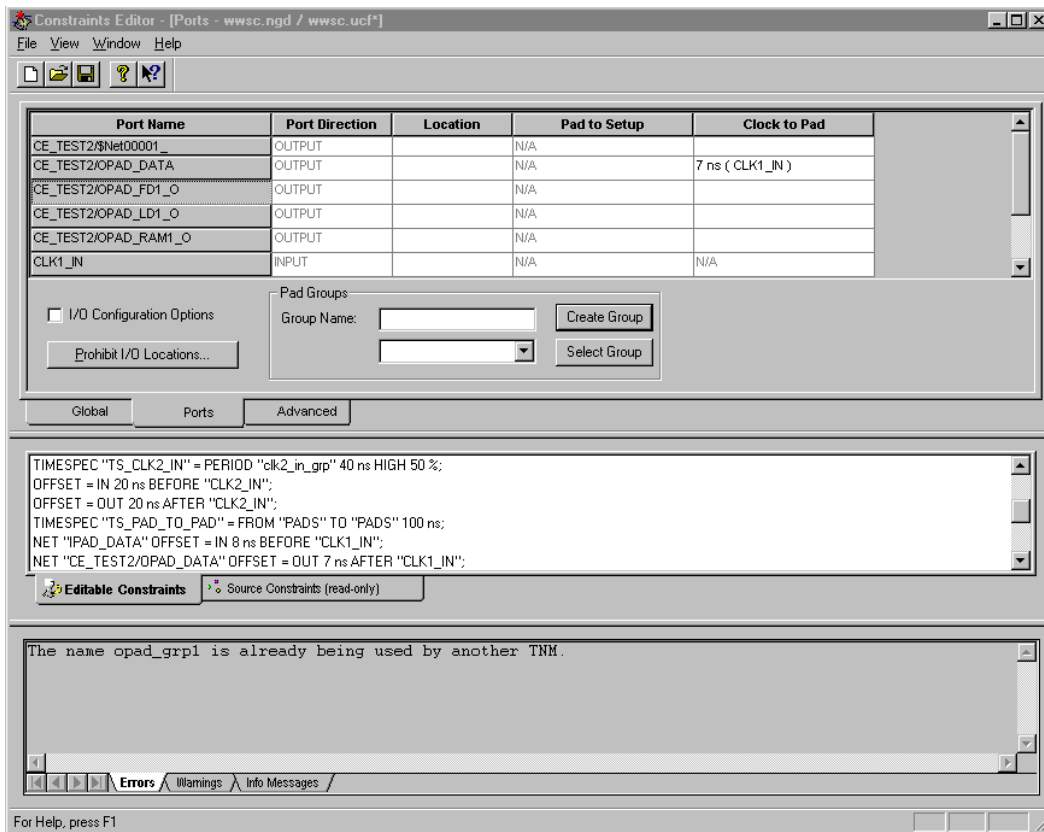 Constraints Editor - [Ports - wwsc.ngd / wwsc.ucf*]
File View Window Help
Port Name Port Direction Location Pad to Setup Clock to Pad
CE_TEST2/$Net00001_ OUTPUT N/A
CE_TEST2/OPAD_DATA OUTPUT N/A 7 ns ( CLK1_IN )
CE_TEST2/OPAD_FD1_O OUTPUT N/A
CE_TEST2/OPAD_LD1_O OUTPUT N/A
CE_TEST2/OPAD_RAM1_O OUTPUT N/A
CLK1_IN INPUT N/A N/A
Pad Groups
I/O Configuration Options Group Name: Create Group
Prohibit I/O Locations... Select Group
Global Ports Advanced
TIMESPEC "TS_CLK2_IN" = PERIOD "clk2_in_grp" 40 ns HIGH 50 %;
OFFSET = IN 20 ns BEFORE "CLK2_IN";
OFFSET = OUT 20 ns AFTER "CLK2_IN";
TIMESPEC "TS_PAD_TO_PAD" = FROM "PADS" TO "PADS" 100 ns;
NET "IPAD_DATA" OFFSET = IN 8 ns BEFORE "CLK1_IN";
NET "CE_TEST2/OPAD_DATA" OFFSET = OUT 7 ns AFTER "CLK1_IN";
Editable Constraints Source Constraints (read-only)
The name opad_grp1 is already being used by another TNM.
Errors Warnings Info Messages
For Help, press F1